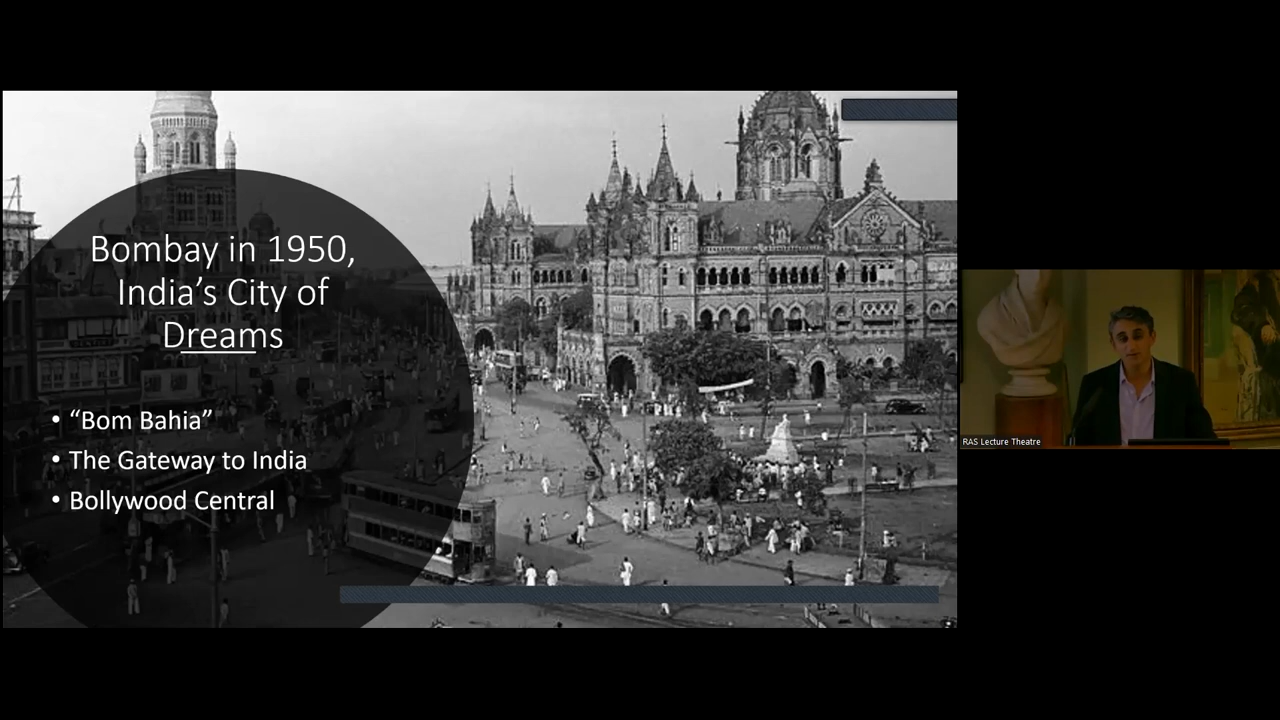 Bombay in 1950,
India’s City of
Dreams
• “Bom Bahia”
• The Gateway to India
• Bollywood Central
RAS Lecture Theatre